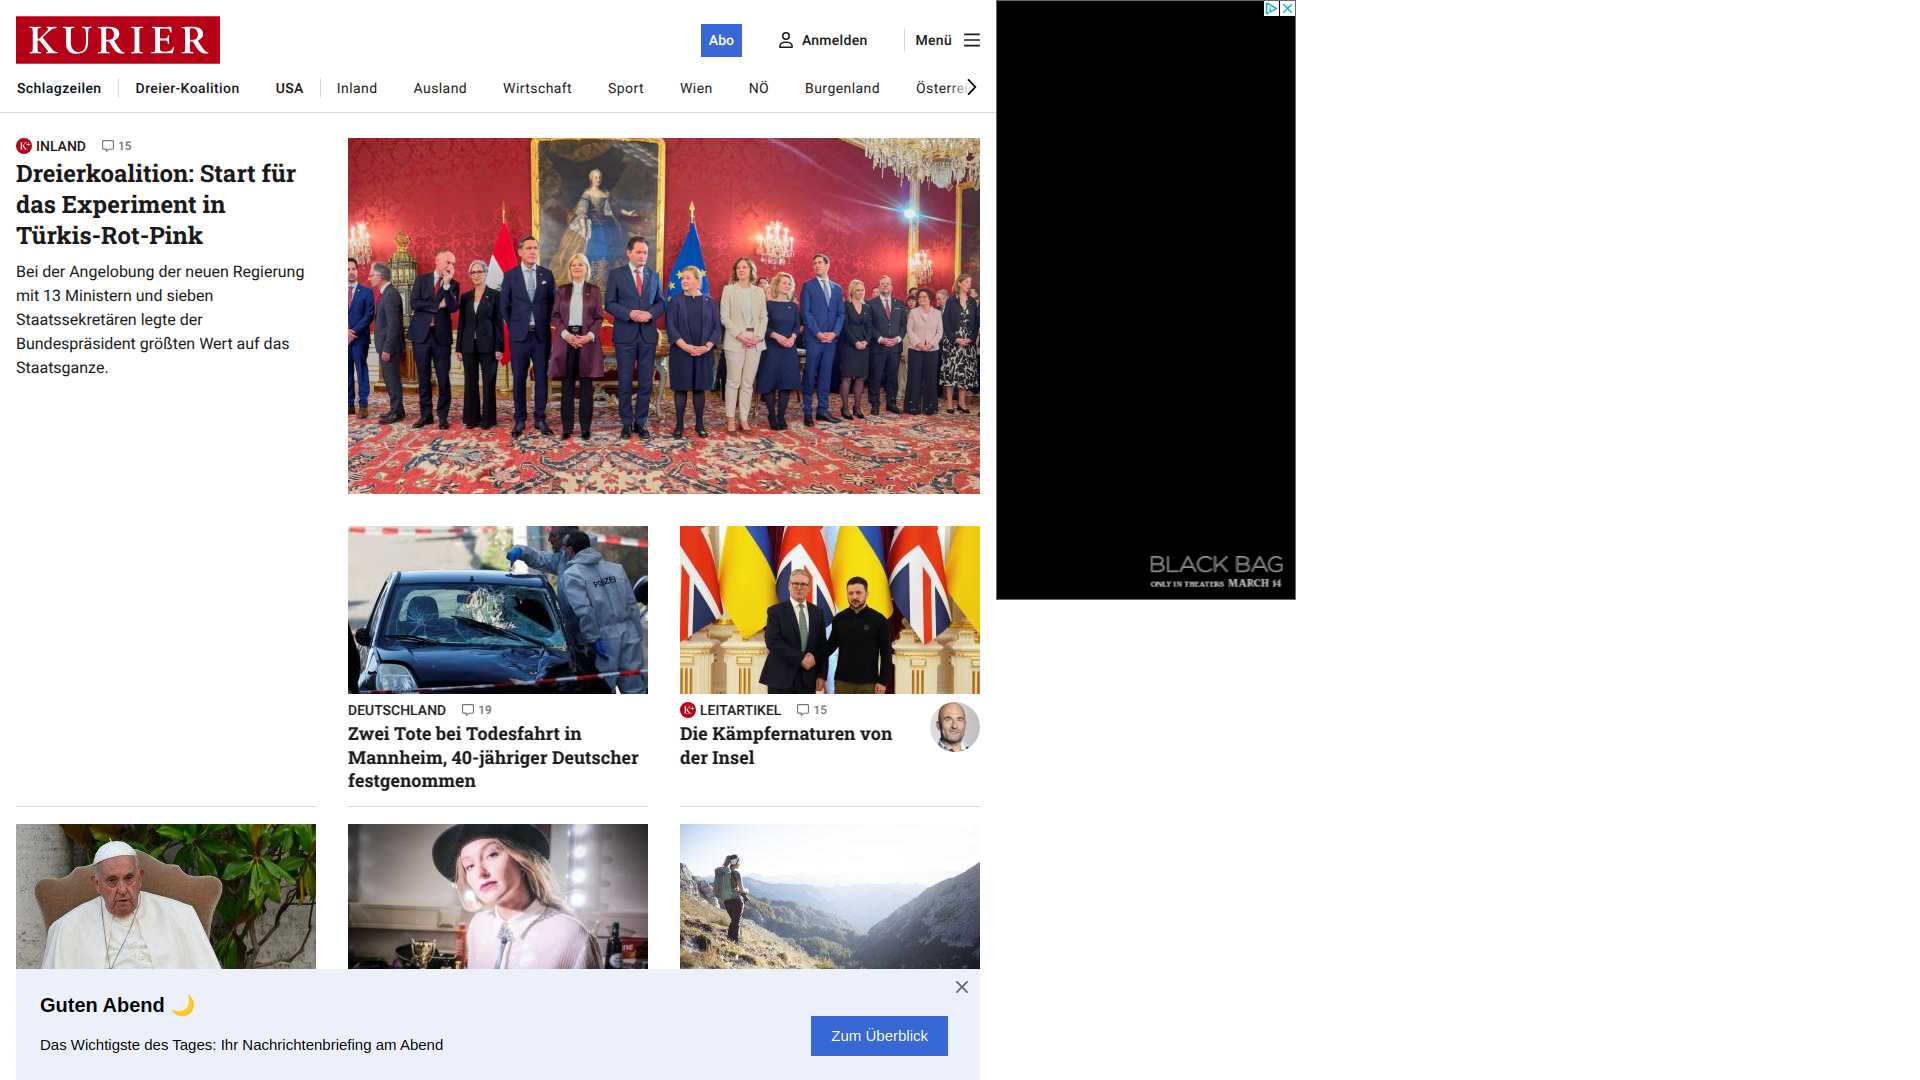 KURIER
Abo
Anmelden
Menü
Schlagzeilen
Dreier-Koalition
USA
Inland
Ausland
Wirtschaft
Sport
Wien
NÖ
Burgenland
Österrei
INLAND
15
Dreierkoalition: Start für
das Experiment in
Türkis-Rot-Pink
Bei der Angelobung der neuen Regierung
mit 13 Ministern und sieben
Staatssekretären legte der
Bundespräsident größten Wert auf das
Staatsganze.
POLIZEI
DEUTSCHLAND
19
Zwei Tote bei Todesfahrt in
Mannheim, 40-jähriger Deutscher
festgenommen
K+ LEITARTIKEL
15
Die Kämpfernaturen von
der Insel
BLACK BAG
ONLY IN THEATERS MARCH 14
Guten Abend 🌙
Das Wichtigste des Tages: Ihr Nachrichtenbriefing am Abend
Zum Überblick